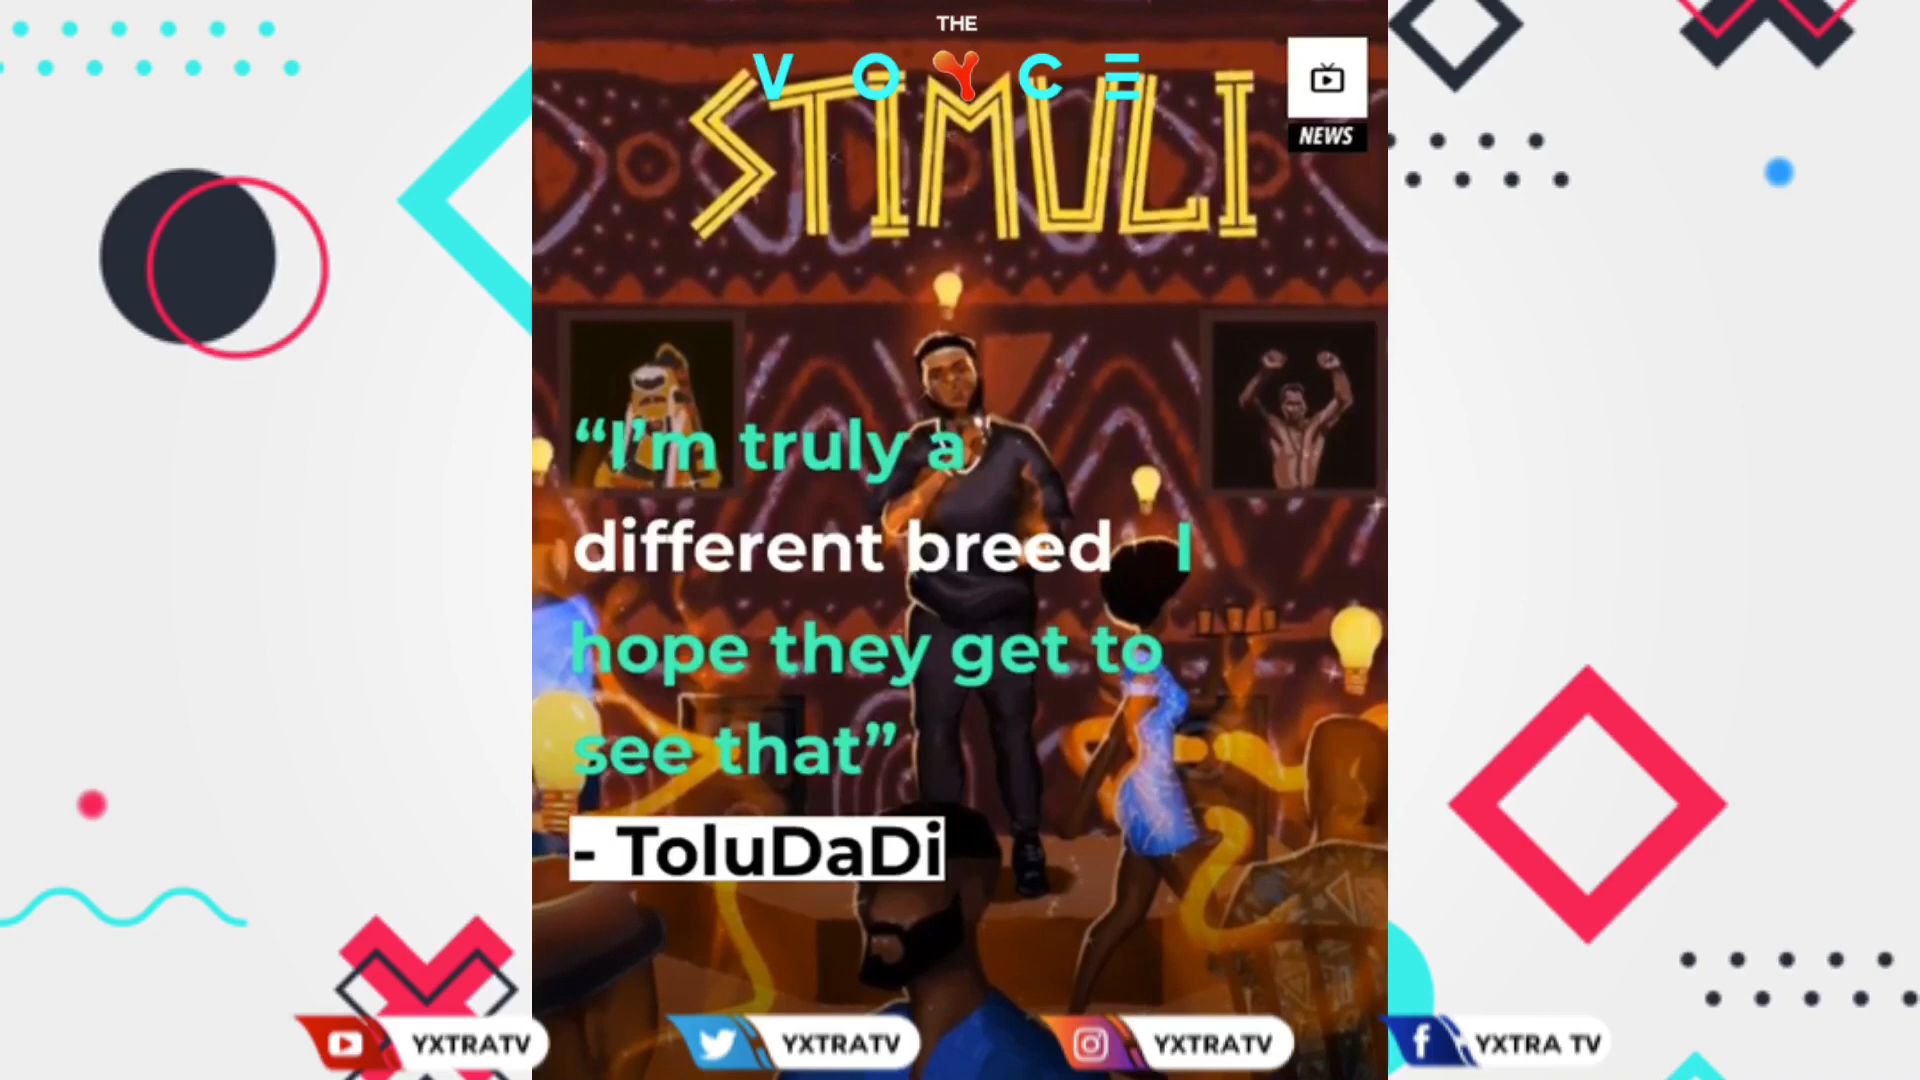 THE
VOYCE
STIMULI
NEWS
“I’m truly a
different breed I
hope they get to
see that”
- ToluDaDi
YXTRATV
YXTRATV
YXTRATV
YXTRA TV